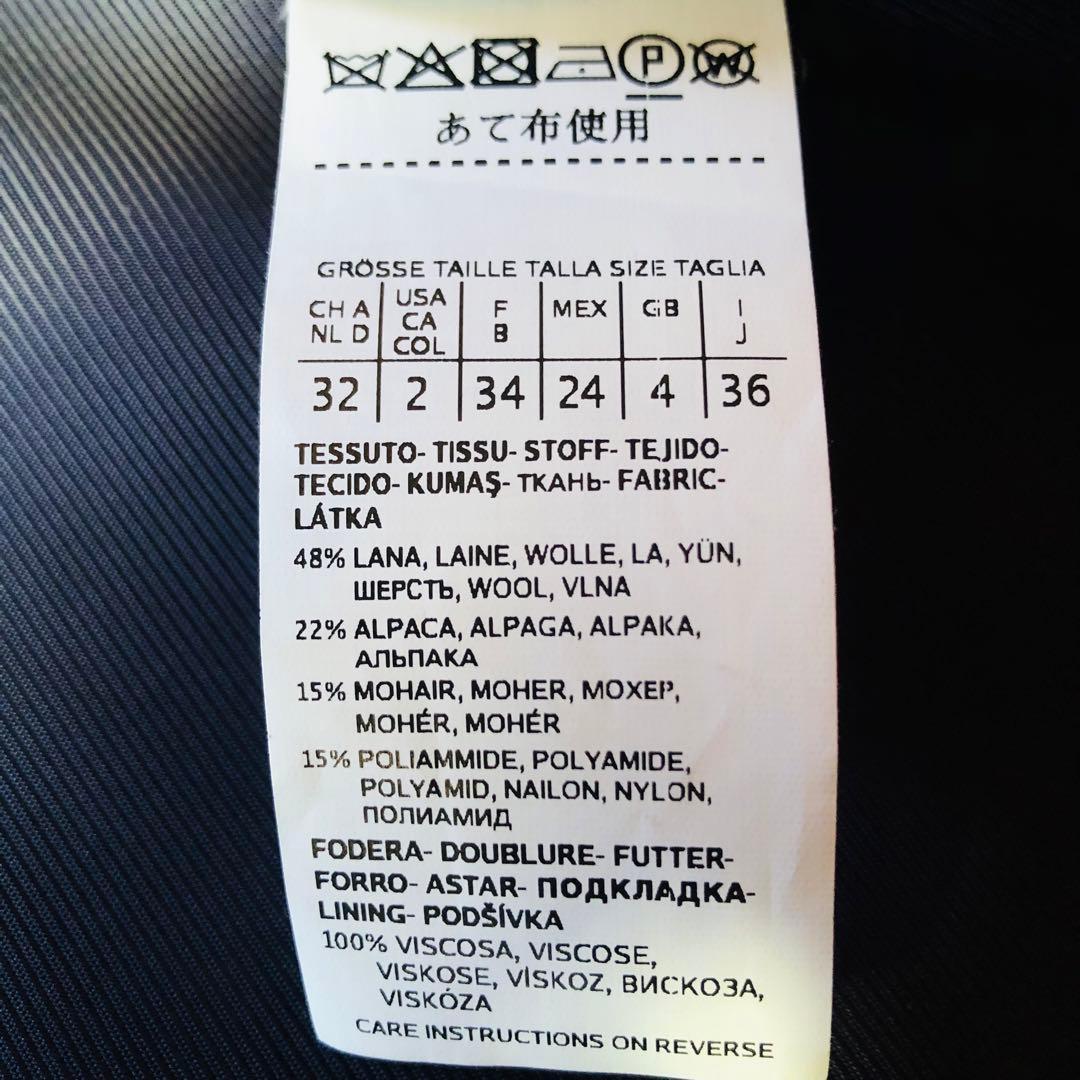 P W
あて布使用
GRÖSSE TAILLE TALLA SIZE TAGLIA
CH A NL D USA CA COL F B MEX GB I J
32 2 34 24 4 36
TESSUTO- TISSU- STOFF- TEJIDO-
TECIDO- KUMAŞ- ТКАНЬ- FABRIC-
LÁTKA
48% LANA, LAINE, WOLLE, LA, YÜN,
ШЕРСТЬ, WOOL, VLNA
22% ALPACA, ALPAGA, ALPAKA,
АЛЬПАКА
15% MOHAIR, MOHER, МОХЕР,
MOHÉR, MOHÉR
15% POLIAMMIDE, POLYAMIDE,
POLYAMID, NAILON, NYLON,
ПОЛИАМИД
FODERA- DOUBLURE- FUTTER-
FORRO- ASTAR- ПОДКЛАДКА-
LINING- PODŠÍVKA
100% VISCOSA, VISCOSE,
VISKOSE, VİSKOZ, ВИСКОЗА,
VISKÓZA
CARE INSTRUCTIONS ON REVERSE